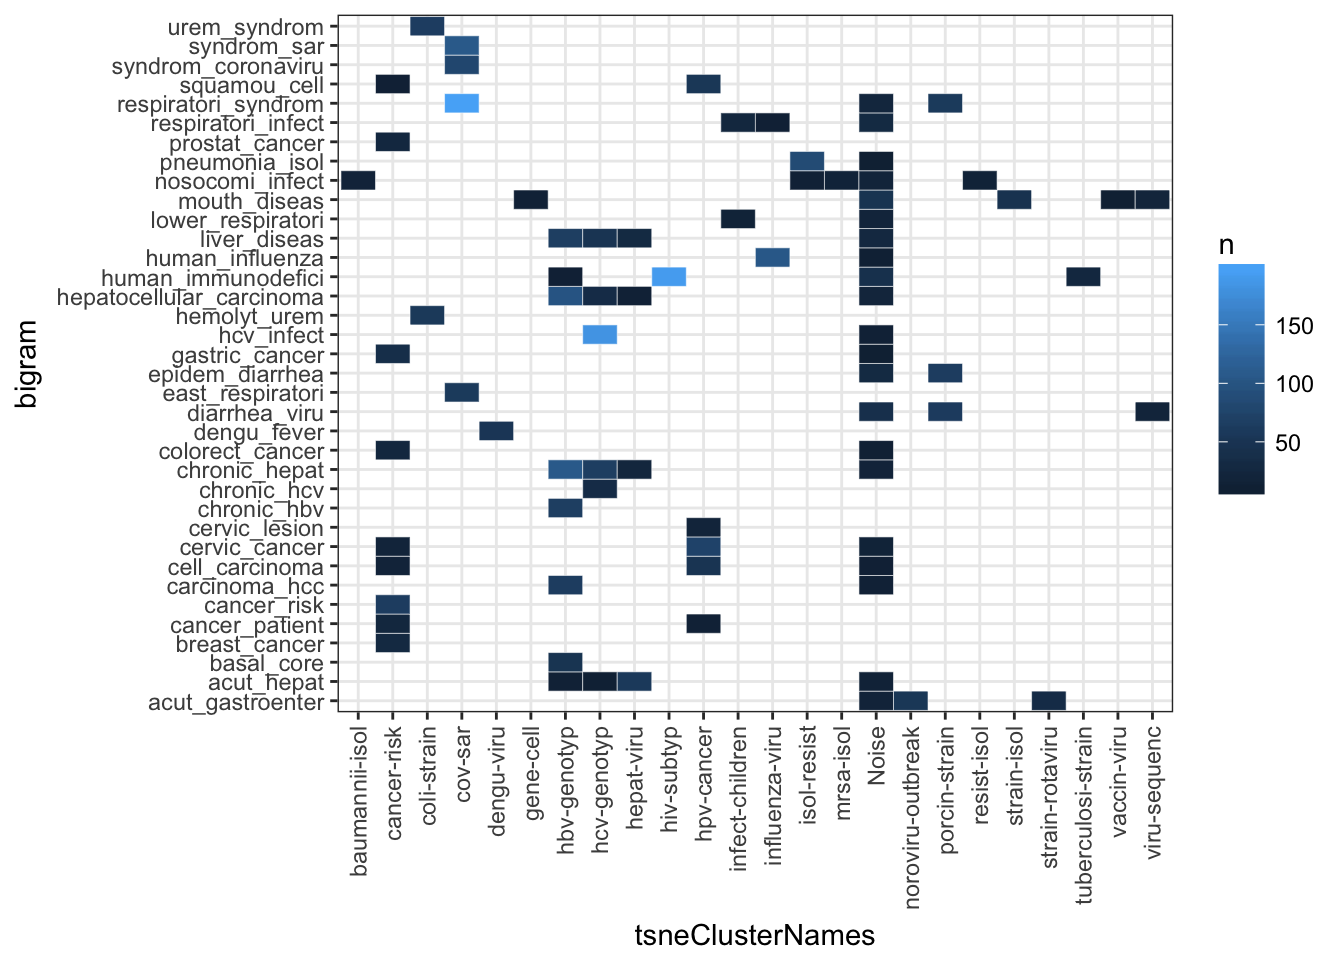 urem_syndrom
syndrom_sar
syndrom_coronaviru
squamou_cell
respiratori_syndrom
respiratori_infect
prostat_cancer
pneumonia_isol
nosocomi_infect
mouth_diseas
lower_respiratori
liver_diseas
human_influenza
human_immunodefici
hepatocellular_carcinoma
hemolyt_urem
hcv_infect
gastric_cancer
epidem_diarrhea
east_respiratori
diarrhea_viru
dengu_fever
colorect_cancer
chronic_hepat
chronic_hcv
chronic_hbv
cervic_lesion
cervic_cancer
cell_carcinoma
carcinoma_hcc
cancer_risk
cancer_patient
breast_cancer
basal_core
acut_hepat
acut_gastroenter
bigram
baumannii-isol
cancer-risk
coli-strain
cov-sar
dengu-viru
gene-cell
hbv-genotyp
hcv-genotyp
hepat-viru
hiv-subtyp
hpv-cancer
infect-children
influenza-viru
isol-resist
mrsa-isol
Noise
noroviru-outbreak
porcin-strain
resist-isol
strain-isol
strain-rotaviru
tuberculosi-strain
vaccin-viru
viru-sequenc
tsneClusterNames
n
150
100
50